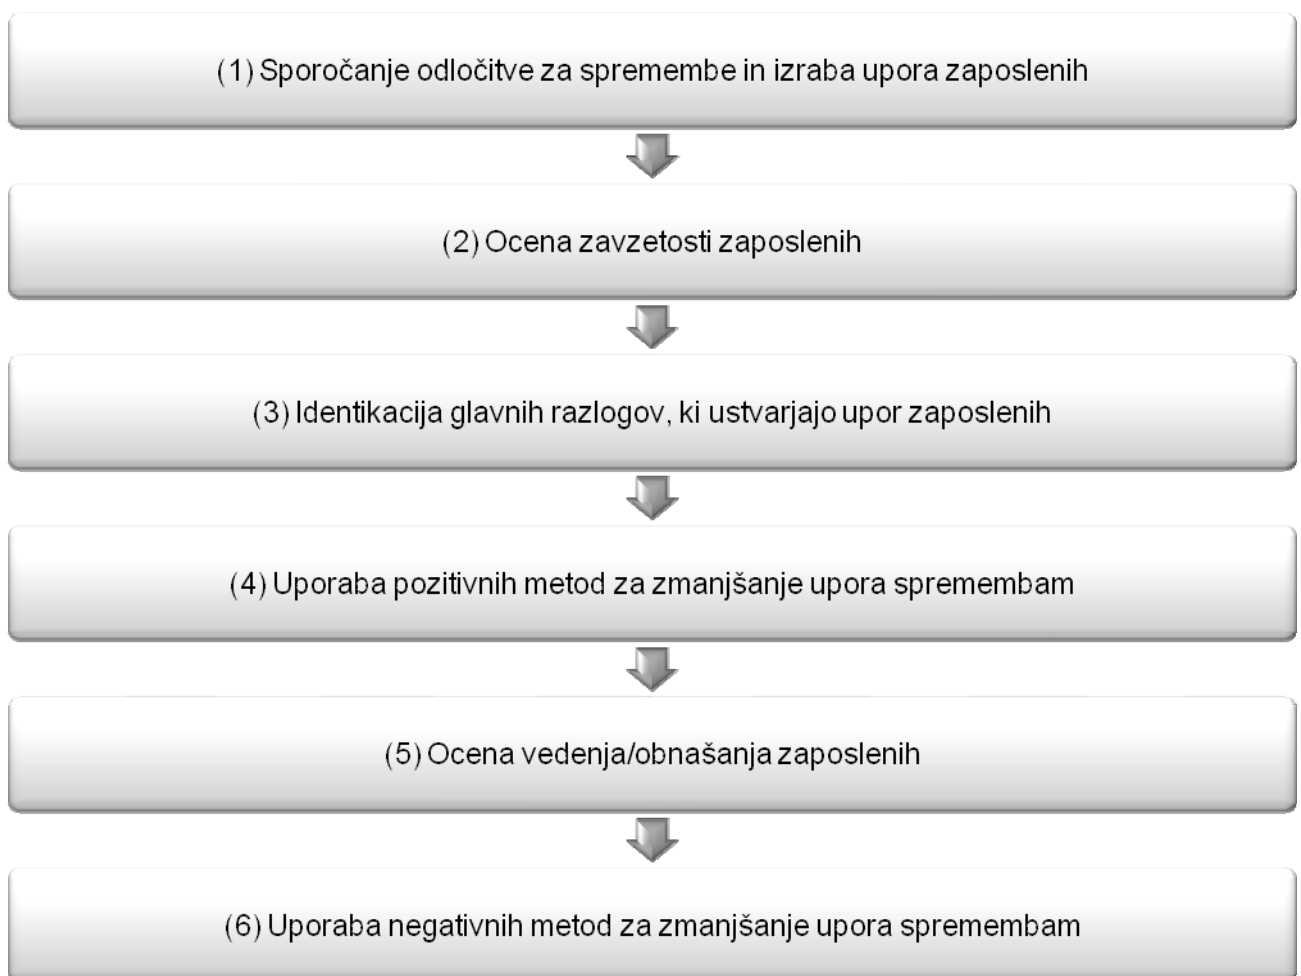 (1) Sporočanje odločitve za spremembe in izraba upora zaposlenih
(2) Ocena zavzetosti zaposlenih
(3) Identikacija glavnih razlogov, ki ustvarjajo upor zaposlenih
(4) Uporaba pozitivnih metod za zmanjšanje upora spremembam
(5) Ocena vedenja/obnašanja zaposlenih
(6) Uporaba negativnih metod za zmanjšanje upora spremembam